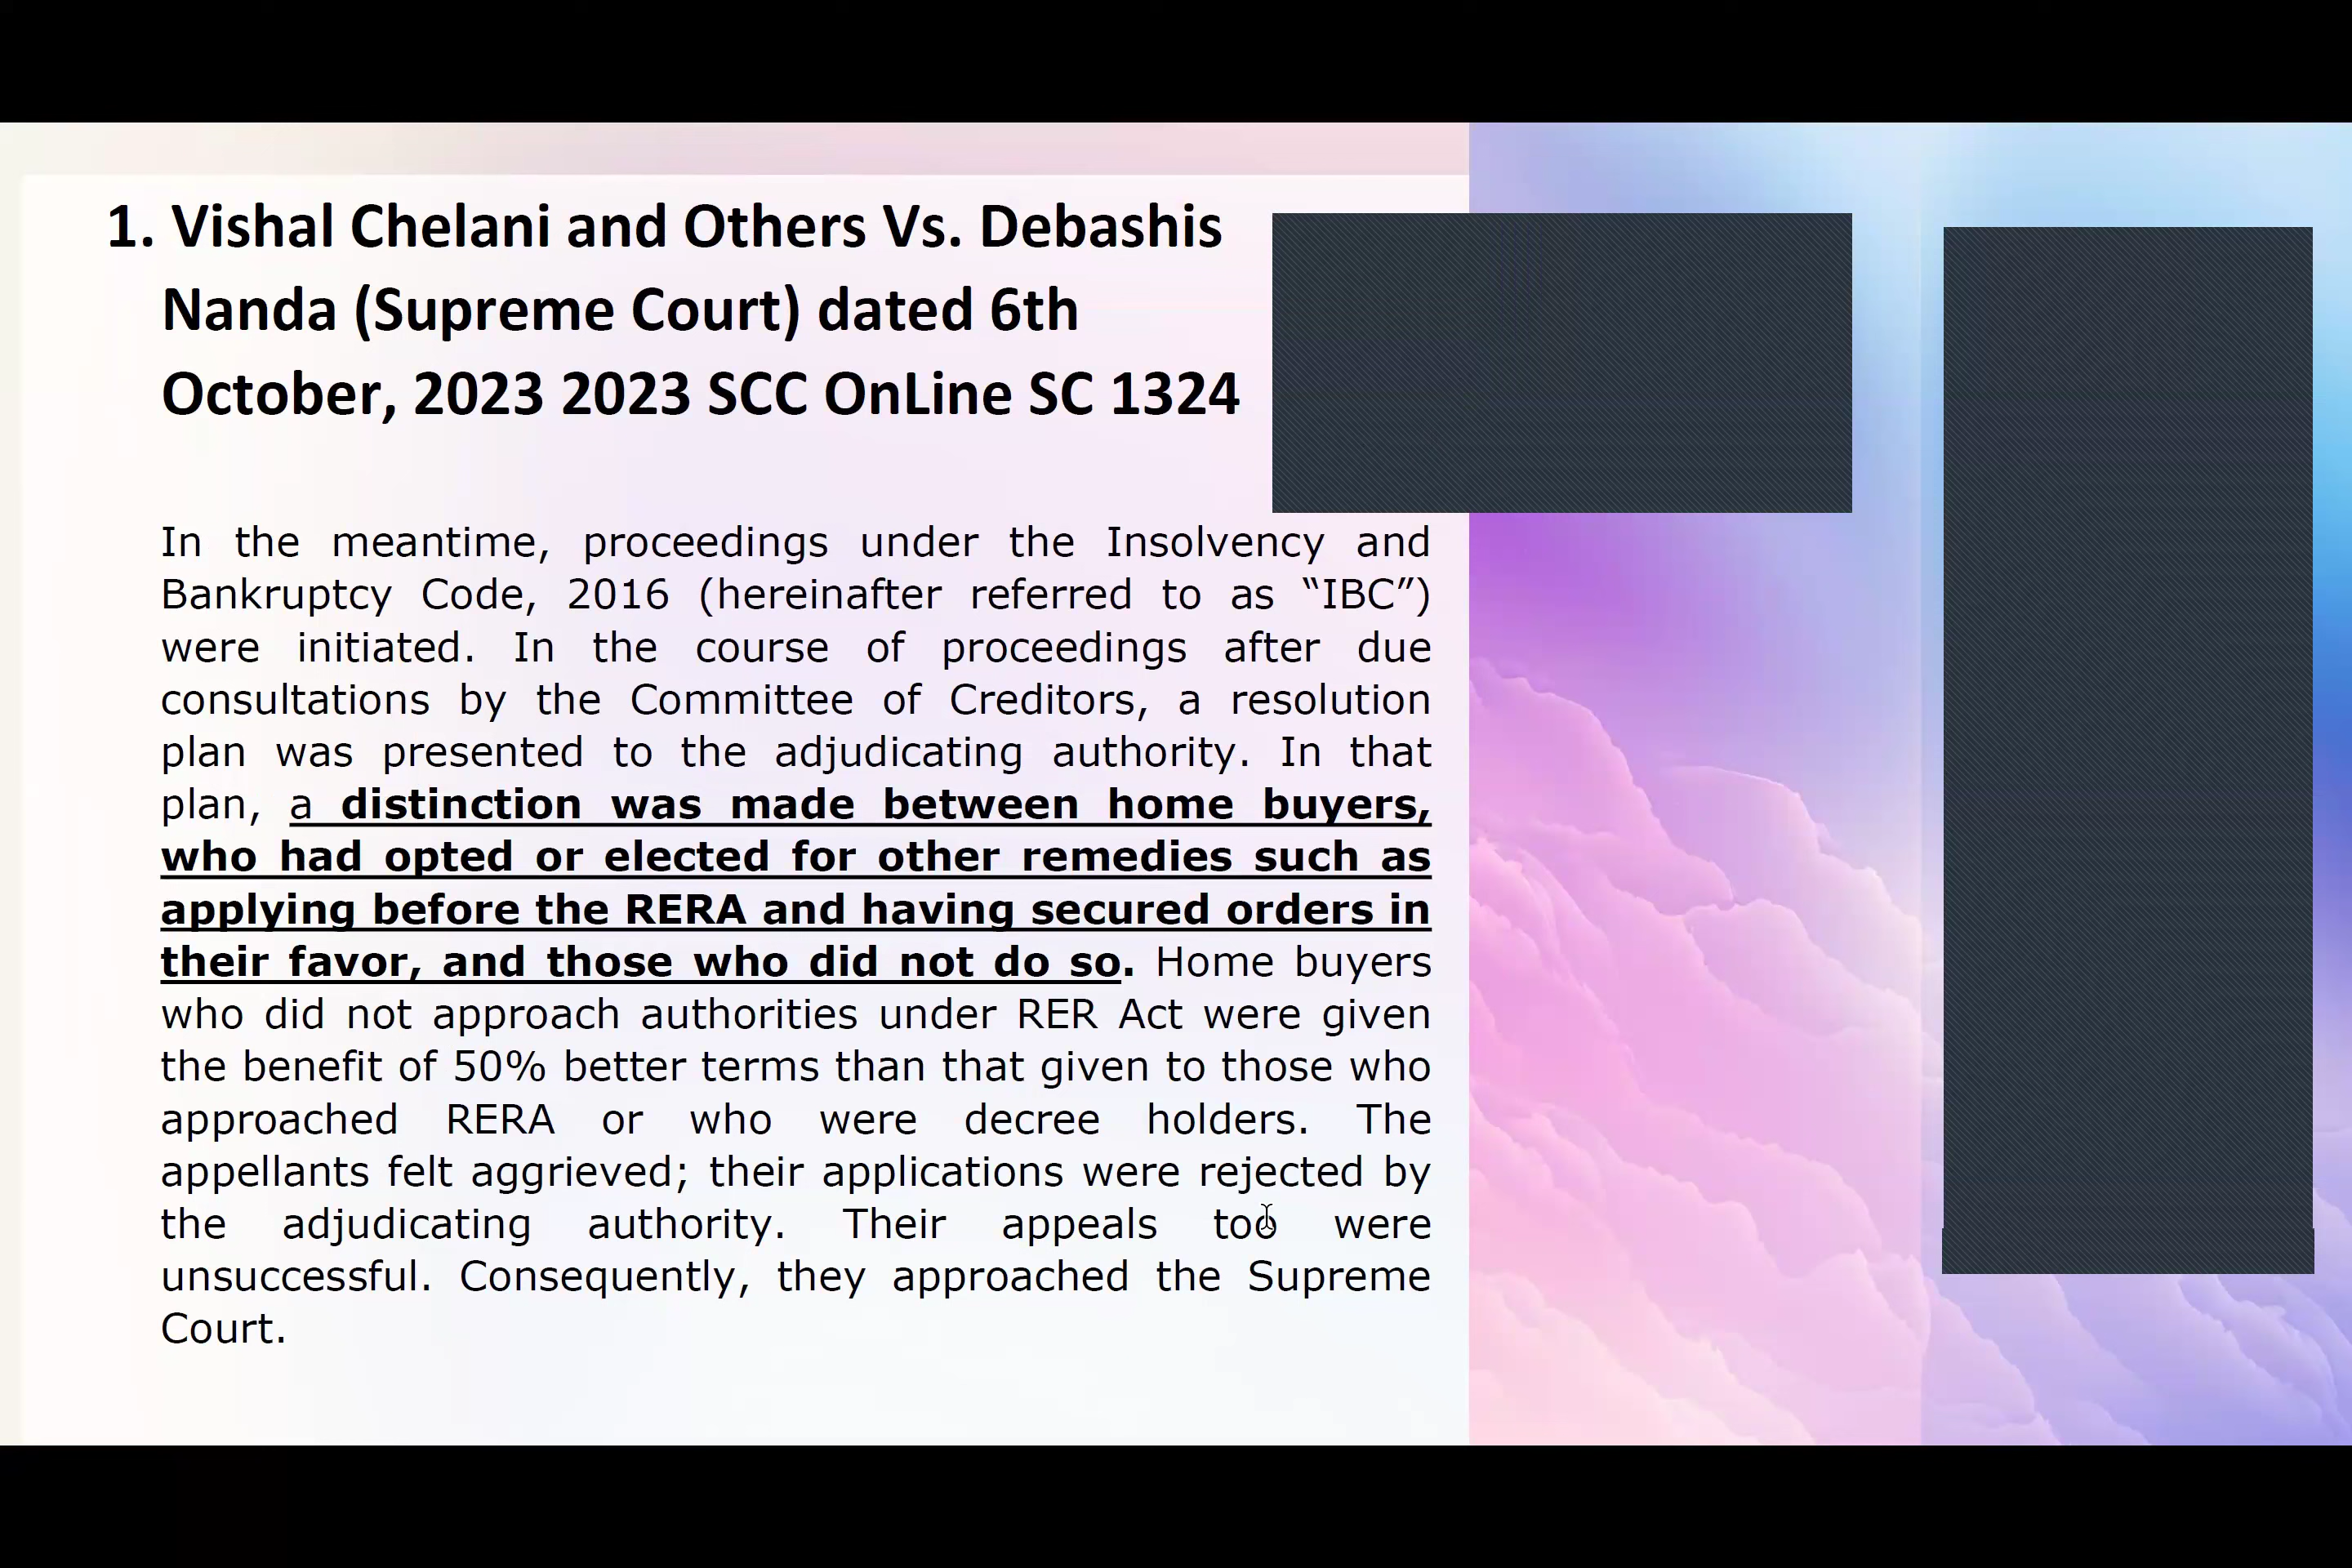 1. Vishal Chelani and Others Vs. Debashis
Nanda (Supreme Court) dated 6th
October, 2023 2023 SCC OnLine SC 1324
In the meantime, proceedings under the Insolvency and
Bankruptcy Code, 2016 (hereinafter referred to as “IBC”)
were initiated. In the course of proceedings after due
consultations by the Committee of Creditors, a resolution
plan was presented to the adjudicating authority. In that
plan, a distinction was made between home buyers,
who had opted or elected for other remedies such as
applying before the RERA and having secured orders in
their favor, and those who did not do so. Home buyers
who did not approach authorities under RER Act were given
the benefit of 50% better terms than that given to those who
approached RERA or who were decree holders. The
appellants felt aggrieved; their applications were rejected by
the adjudicating authority. Their appeals too were
unsuccessful. Consequently, they approached the Supreme
Court.